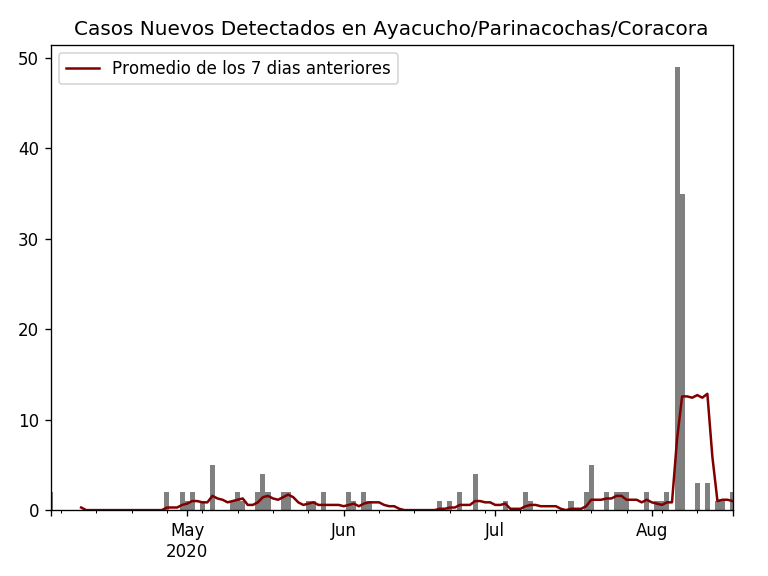 Casos Nuevos Detectados en Ayacucho/Parinacochas/Coracora
Promedio de los 7 dias anteriores
50
40
30
20
10
0
May
2020
Jun
Jul
Aug